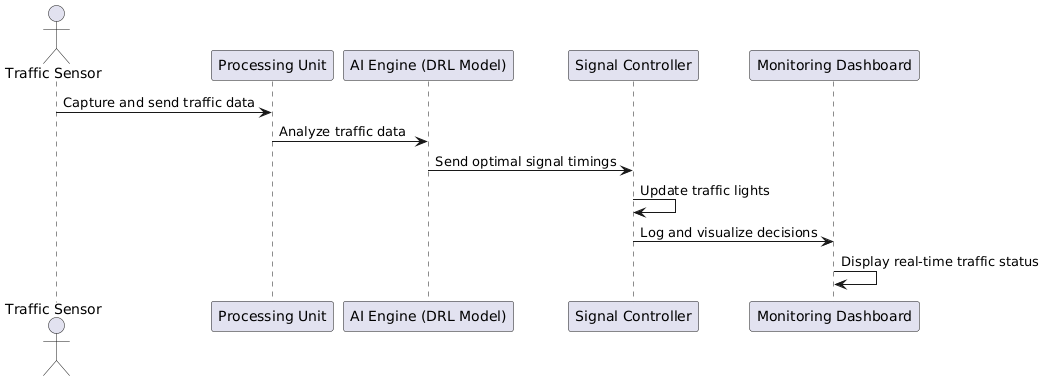 Traffic Sensor
Processing Unit
AI Engine (DRL Model)
Signal Controller
Monitoring Dashboard
Capture and send traffic data
Analyze traffic data
Send optimal signal timings
Update traffic lights
Log and visualize decisions
Display real-time traffic status
Traffic Sensor
Processing Unit
AI Engine (DRL Model)
Signal Controller
Monitoring Dashboard